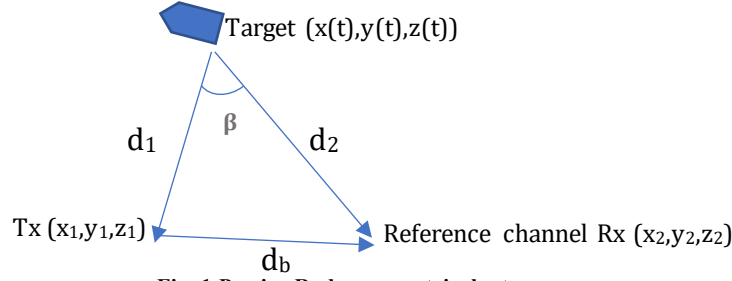 Target (x(t),y(t),z(t))
β
d1
d2
Tx (x1,y1,z1)
Reference channel Rx (x2,y2,z2)
db